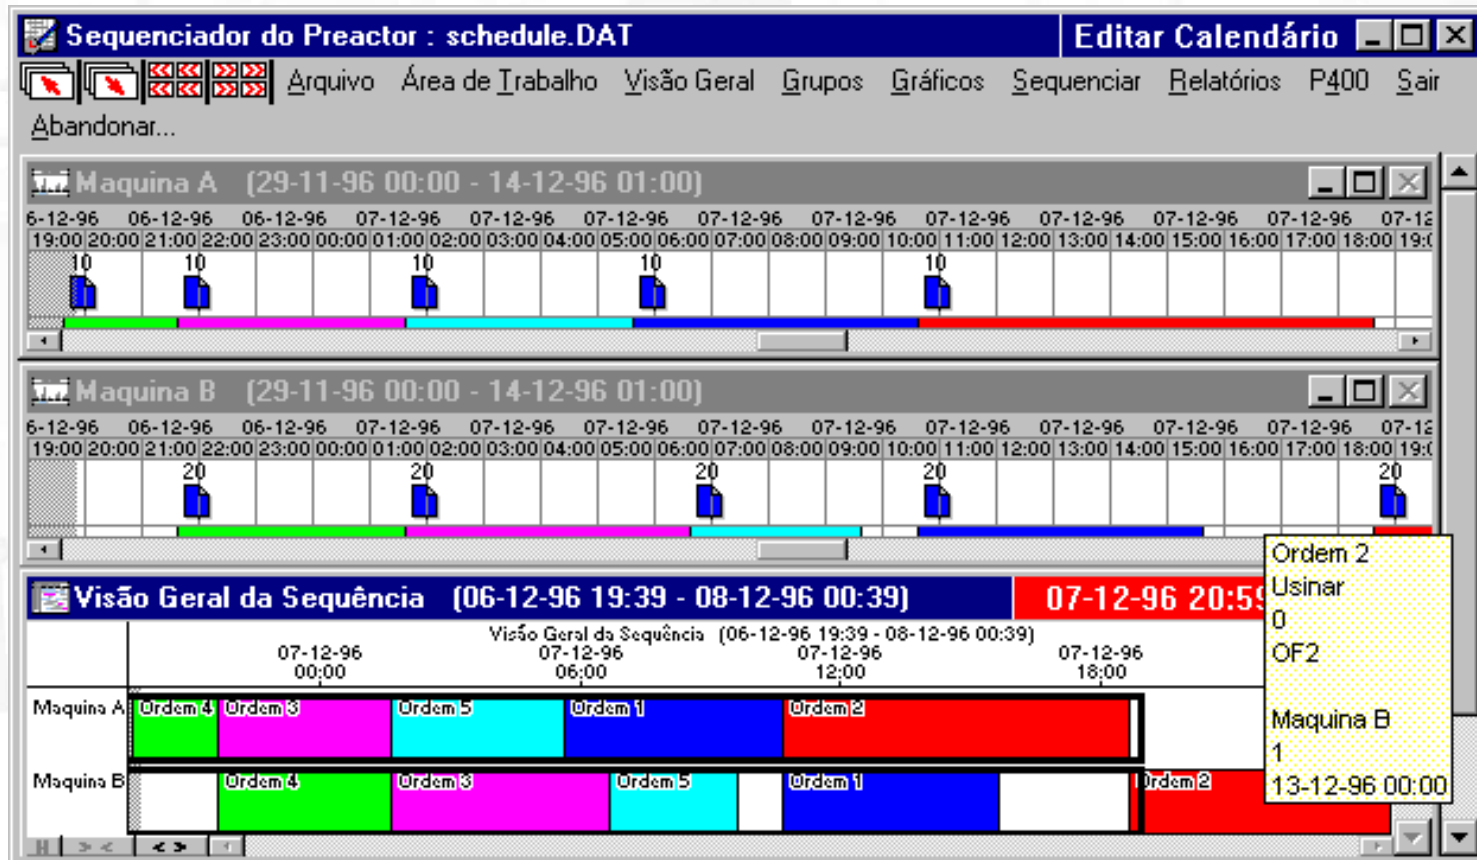 Sequenciador do Preactor : schedule.DAT Editar Calendário
Arquivo Área de Trabalho Visão Geral Grupos Gráficos Sequenciar Relatórios P400 Sair
Abandonar...
Maquina A (29-11-96 00:00 - 14-12-96 01:00)
6-12-96 06-12-96 06-12-96 07-12-96 07-12-96 07-12-96 07-12-96 07-12-96 07-12-96 07-12-96 07-12-96 07-12-96 07-12
19:00 20:00 21:00 22:00 23:00 00:00 01:00 02:00 03:00 04:00 05:00 06:00 07:00 08:00 09:00 10:00 11:00 12:00 13:00 14:00 15:00 16:00 17:00 18:00 19:0
10 10 10 10 10
Maquina B (29-11-96 00:00 - 14-12-96 01:00)
6-12-96 06-12-96 06-12-96 07-12-96 07-12-96 07-12-96 07-12-96 07-12-96 07-12-96 07-12-96 07-12-96 07-12-96 07-12
19:00 20:00 21:00 22:00 23:00 00:00 01:00 02:00 03:00 04:00 05:00 06:00 07:00 08:00 09:00 10:00 11:00 12:00 13:00 14:00 15:00 16:00 17:00 18:00 19:0
20 20 20 20 20
Visão Geral da Sequência (06-12-96 19:39 - 08-12-96 00:39) 07-12-96 20:59
Visão Geral da Sequência (06-12-96 19:39 - 08-12-96 00:39)
07-12-96 07-12-96 07-12-96 07-12-96
00:00 06:00 12:00 18:00
Maquina A Ordem 4 Ordem 3 Ordem 5 Ordem 1 Ordem 2
Maquina B Ordem 4 Ordem 3 Ordem 5 Ordem 1 Ordem 2
Ordem 2
Usinar
0
OF2
Maquina B
1
13-12-96 00:00